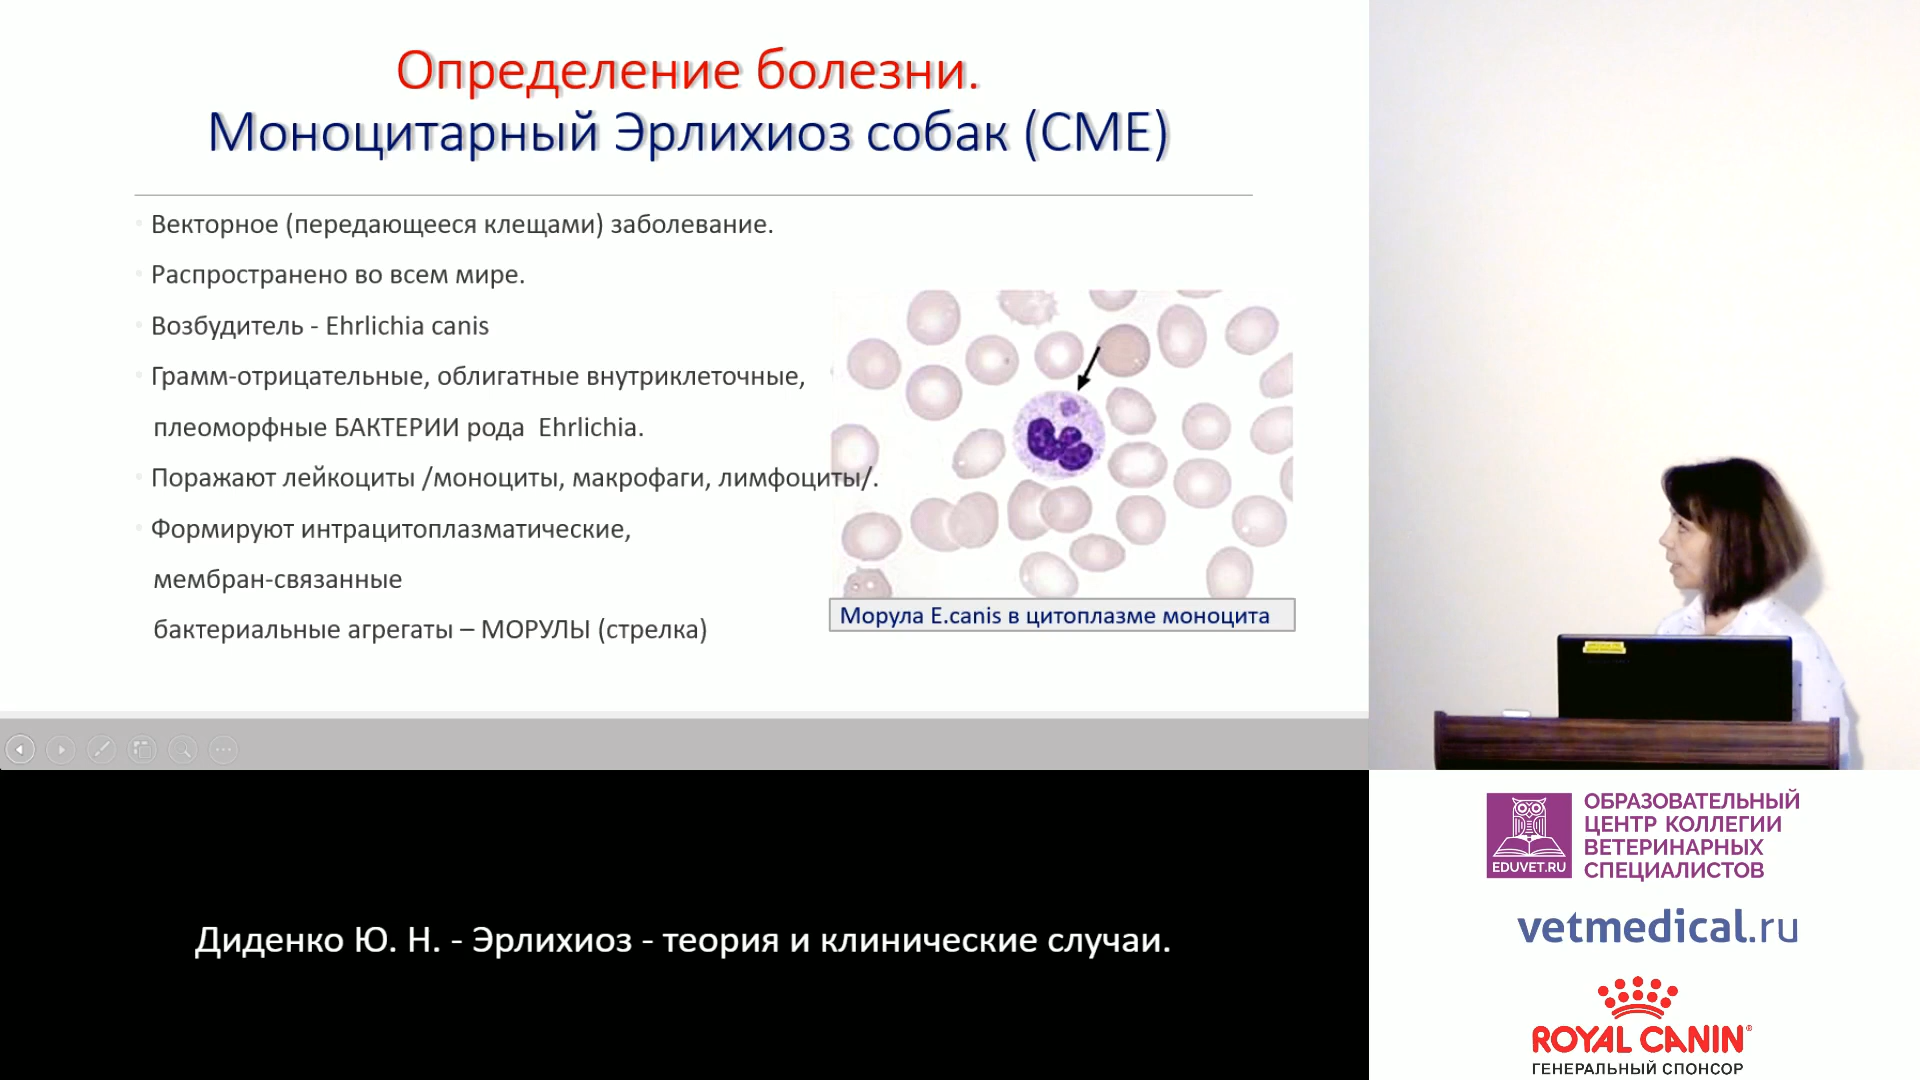 Определение болезни.
Моноцитарный Эрлихиоз собак (CME)
Векторное (передающееся клещами) заболевание.
Распространено во всем мире.
Возбудитель - Ehrlichia canis
Грамм-отрицательные, облигатные внутриклеточные,
плеоморфные БАКТЕРИИ рода Ehrlichia.
Поражают лейкоциты /моноциты, макрофаги, лимфоциты/.
Формируют интрацитоплазматические,
мембран-связанные
бактериальные агрегаты – МОРУЛЫ (стрелка)
Морула E.canis в цитоплазме моноцита
Диденко Ю. Н. - Эрлихиоз - теория и клинические случаи.
EDUVET.RU
ОБРАЗОВАТЕЛЬНЫЙ
ЦЕНТР КОЛЛЕГИИ
ВЕТЕРИНАРНЫХ
СПЕЦИАЛИСТОВ
vetmedical.ru
ROYAL CANIN®
ГЕНЕРАЛЬНЫЙ СПОНСОР